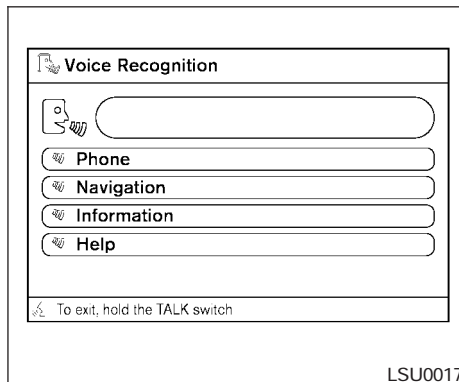 Voice Recognition
Phone
Navigation
Information
Help
To exit, hold the TALK switch
LSU0017